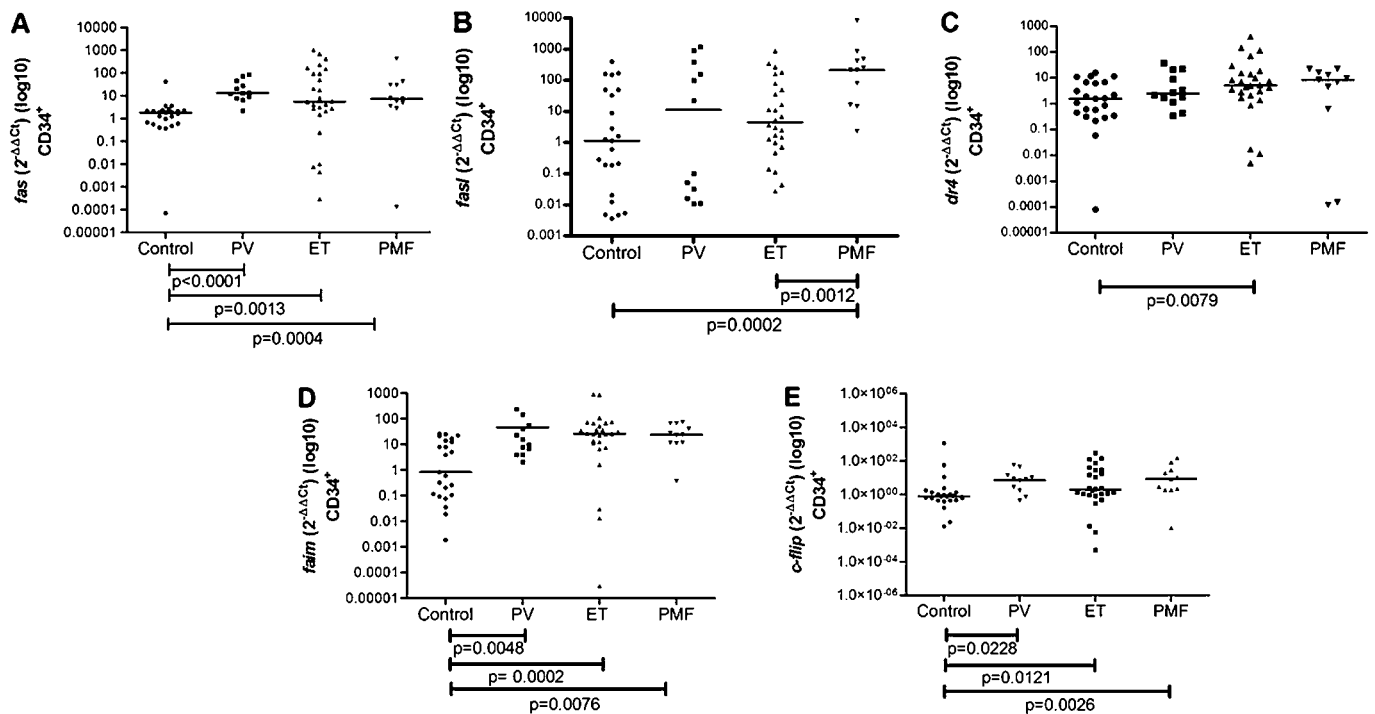 A
fas (2-ΔΔCt) (log10)
CD34+
10000
1000
100
10
1
0.1
0.01
0.001
0.0001
0.00001
Control PV ET PMF
p<0.0001
p=0.0013
p=0.0004
B
fasl (2-ΔΔCt) (log10)
CD34+
10000
1000
100
10
1
0.1
0.01
0.001
Control PV ET PMF
p=0.0012
p=0.0002
C
dr4 (2-ΔΔCt) (log10)
CD34+
1000
100
10
1
0.1
0.01
0.001
0.0001
0.00001
Control PV ET PMF
p=0.0079
D
faim (2-ΔΔCt) (log10)
CD34+
1000
100
10
1
0.1
0.01
0.001
0.0001
0.00001
Control PV ET PMF
p=0.0048
p= 0.0002
p=0.0076
E
c-flip (2-ΔΔCt) (log10)
CD34+
1.0×10^06
1.0×10^04
1.0×10^02
1.0×10^00
1.0×10^-02
1.0×10^-04
1.0×10^-06
Control PV ET PMF
p=0.0228
p=0.0121
p=0.0026